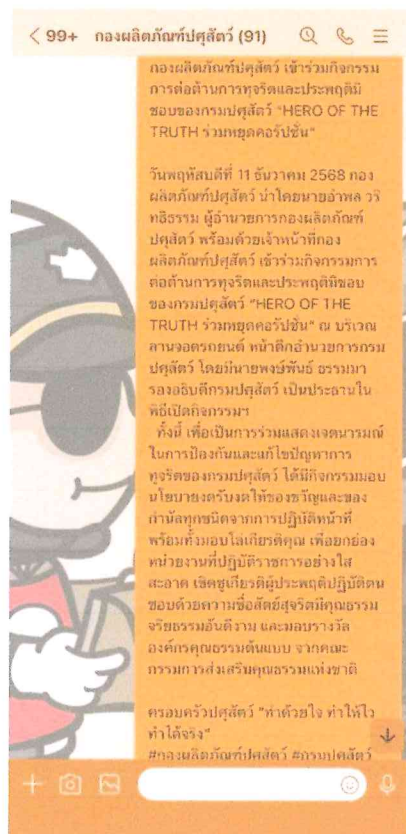 99+ กองผลิตภัณฑ์ปศุสัตว์ (91)
กองผลิตภัณฑ์ปศุสัตว์ เข้าร่วมกิจกรรม
การต่อต้านการทุจริตและประพฤติมิ
ชอบของกรมปศุสัตว์ "HERO OF THE
TRUTH ร่วมหยุดคอรัปชั่น"
วันพฤหัสบดีที่ 11 ธันวาคม 2568 กอง
ผลิตภัณฑ์ปศุสัตว์ นำโดยนายอำพล วริ
ทธิธรรม ผู้อำนวยการกองผลิตภัณฑ์
ปศุสัตว์ พร้อมด้วยเจ้าหน้าที่กอง
ผลิตภัณฑ์ปศุสัตว์ เข้าร่วมกิจกรรมการ
ต่อต้านการทุจริตและประพฤติมิชอบ
ของกรมปศุสัตว์ "HERO OF THE
TRUTH ร่วมหยุดคอรัปชั่น" ณ บริเวณ
ลานจอดรถยนต์ หน้าตึกอำนวยการกรม
ปศุสัตว์ โดยมีนายพงษ์พันธ์ ธรรมมา
รองอธิบดีกรมปศุสัตว์ เป็นประธานใน
พิธีเปิดกิจกรรมฯ
ทั้งนี้ เพื่อเป็นการร่วมแสดงเจตนารมณ์
ในการป้องกันและแก้ไขปัญหาการ
ทุจริตของกรมปศุสัตว์ ได้มีกิจกรรมมอบ
นโยบายงดรับงดให้ของขวัญและของ
กำนัลทุกชนิดจากการปฏิบัติหน้าที่
พร้อมทั้งมอบโล่เกียรติคุณ เพื่อยกย่อง
หน่วยงานที่ปฏิบัติราชการอย่างใส
สะอาด เชิดชูเกียรติผู้ประพฤติปฏิบัติตน
ชอบด้วยความซื่อสัตย์สุจริตมีคุณธรรม
จริยธรรมอันดีงาม และมอบรางวัล
องค์กรคุณธรรมต้นแบบ จากคณะ
กรรมการส่งเสริมคุณธรรมแห่งชาติ
ครอบครัวปศุสัตว์ "ทำด้วยใจ ทำให้ไว
ทำได้จริง"
#กองผลิตภัณฑ์ปศุสัตว์ #กรมปศุสัตว์